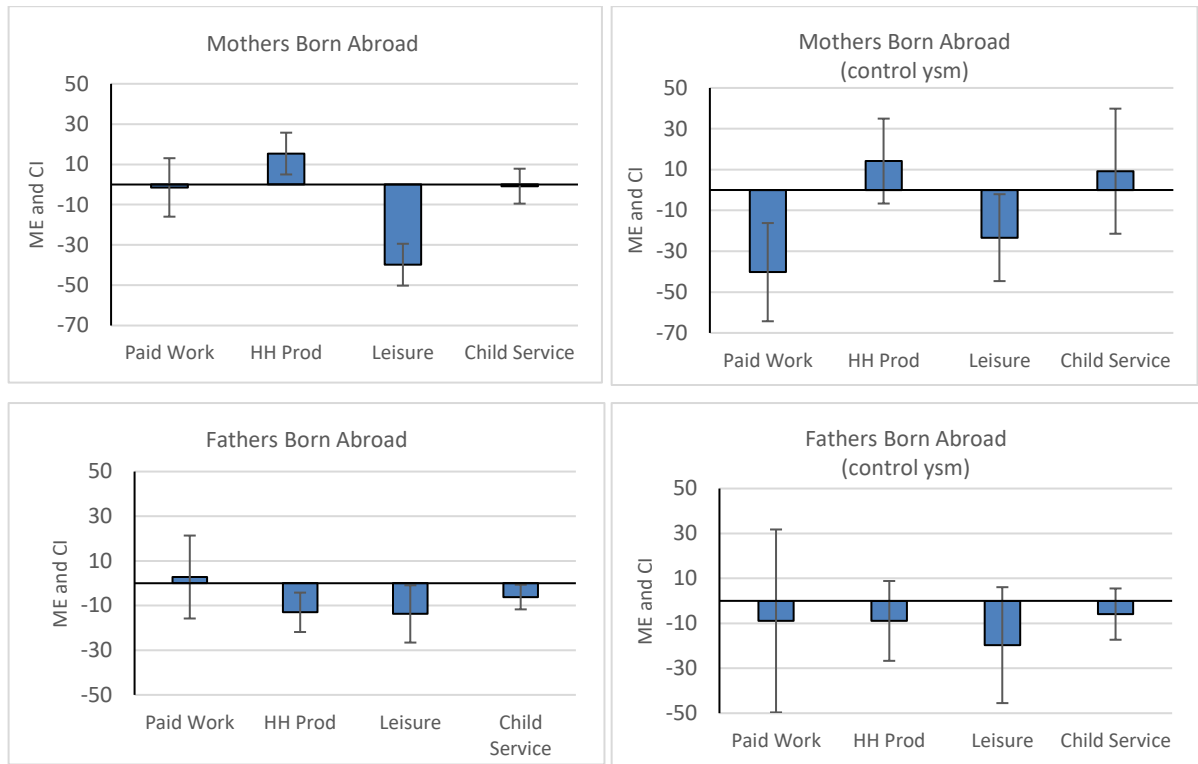 Mothers Born Abroad
50
30
10
-10
-30
-50
-70
ME and CI
Paid Work HH Prod Leisure Child Service
Mothers Born Abroad
(control ysm)
50
30
10
-10
-30
-50
-70
ME and CI
Paid Work HH Prod Leisure Child Service
Fathers Born Abroad
50
30
10
-10
-30
-50
ME and CI
Paid Work HH Prod Leisure Child
Service
Fathers Born Abroad
(control ysm)
50
30
10
-10
-30
-50
ME and CI
Paid Work HH Prod Leisure Child Service